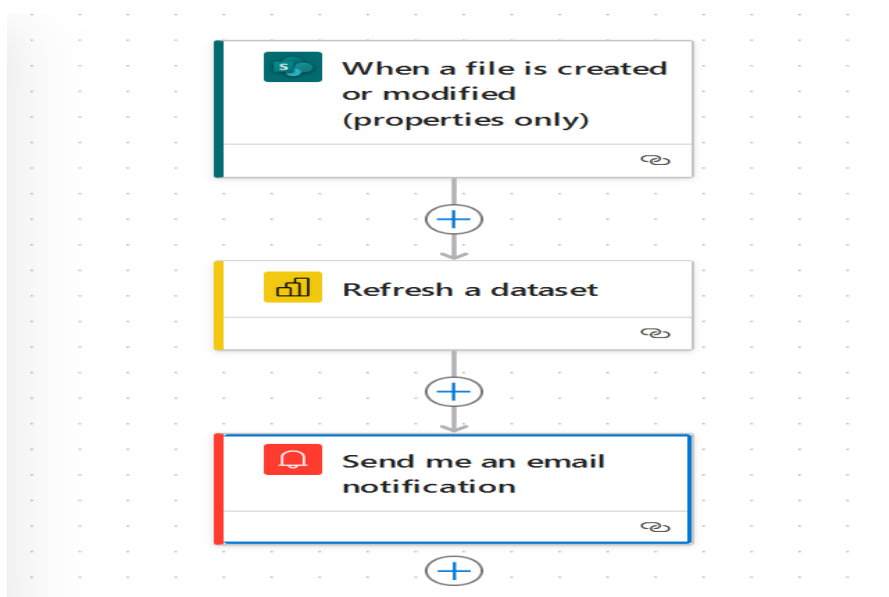 S
When a file is created
or modified
(properties only)
Refresh a dataset
Send me an email
notification